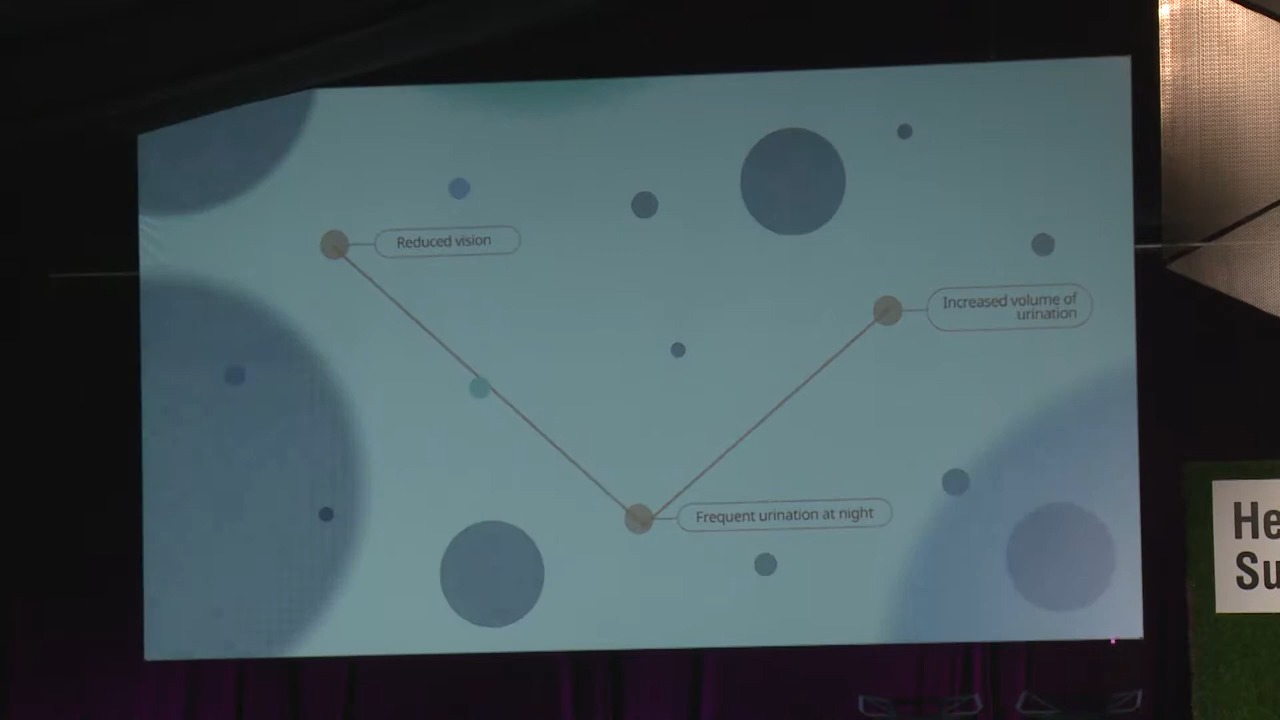 Reduced vision
Increased volume of
urination
Frequent urination at night
He
Su